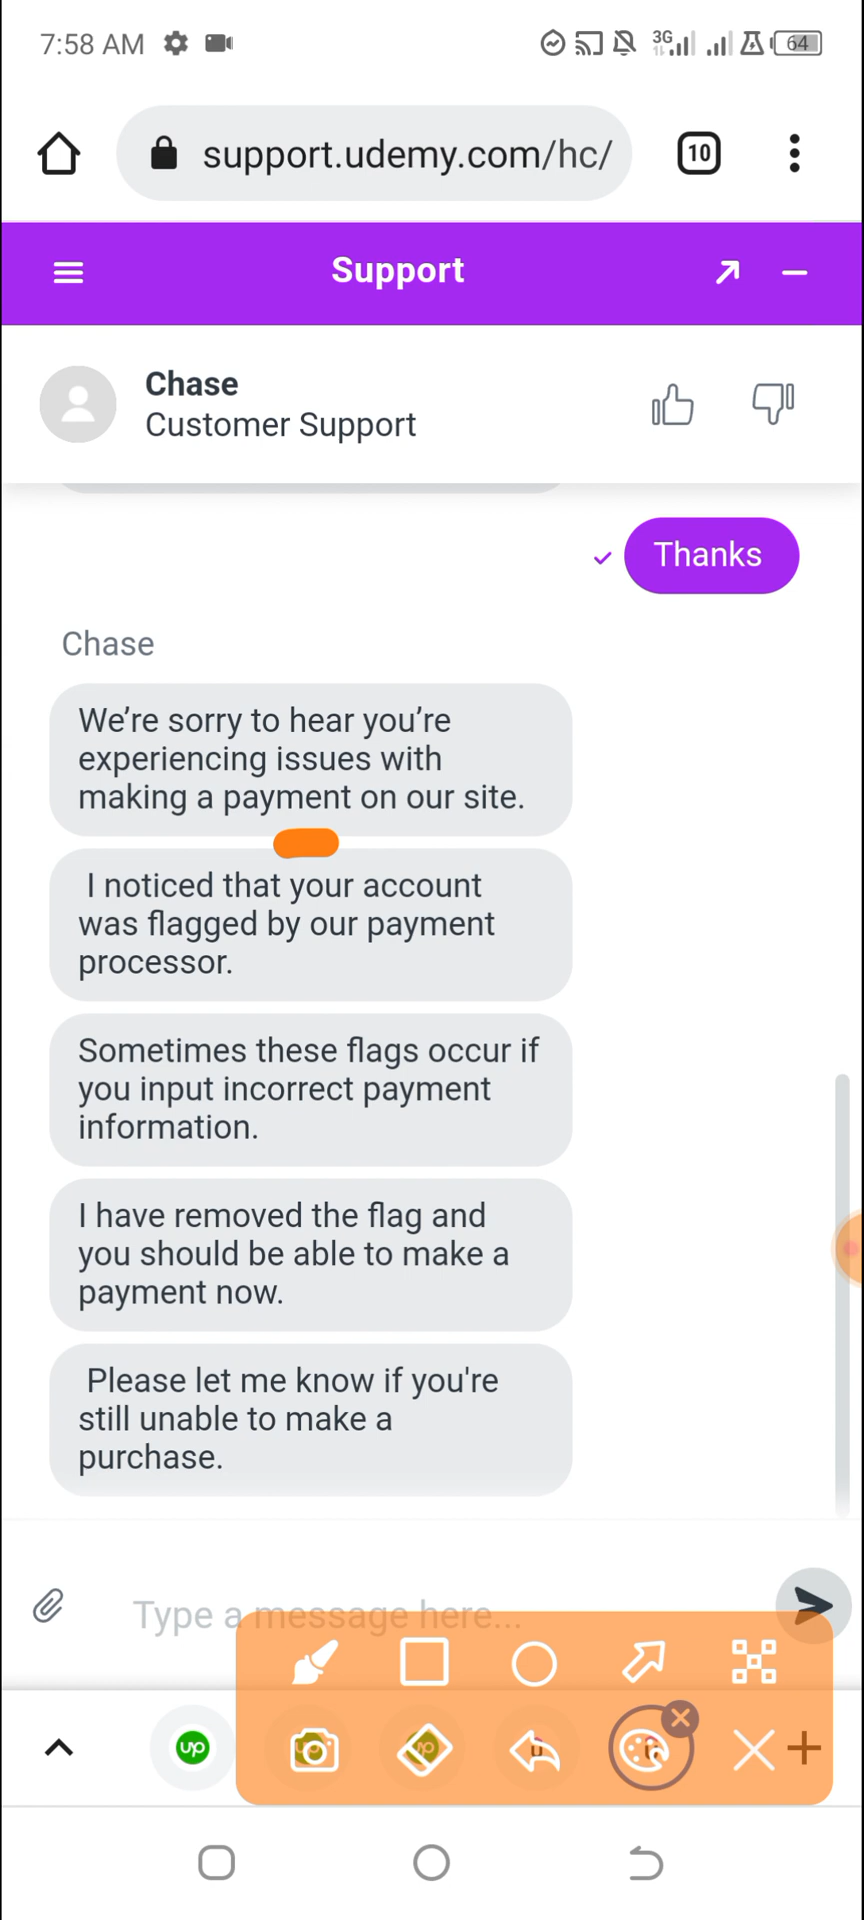 7:58 AM
3G
64
support.udemy.com/hc/
10
Support
Chase
Customer Support
Thanks
Chase
We’re sorry to hear you’re
experiencing issues with
making a payment on our site.
I noticed that your account
was flagged by our payment
processor.
Sometimes these flags occur if
you input incorrect payment
information.
I have removed the flag and
you should be able to make a
payment now.
Please let me know if you're
still unable to make a
purchase.
Type a message here...
up